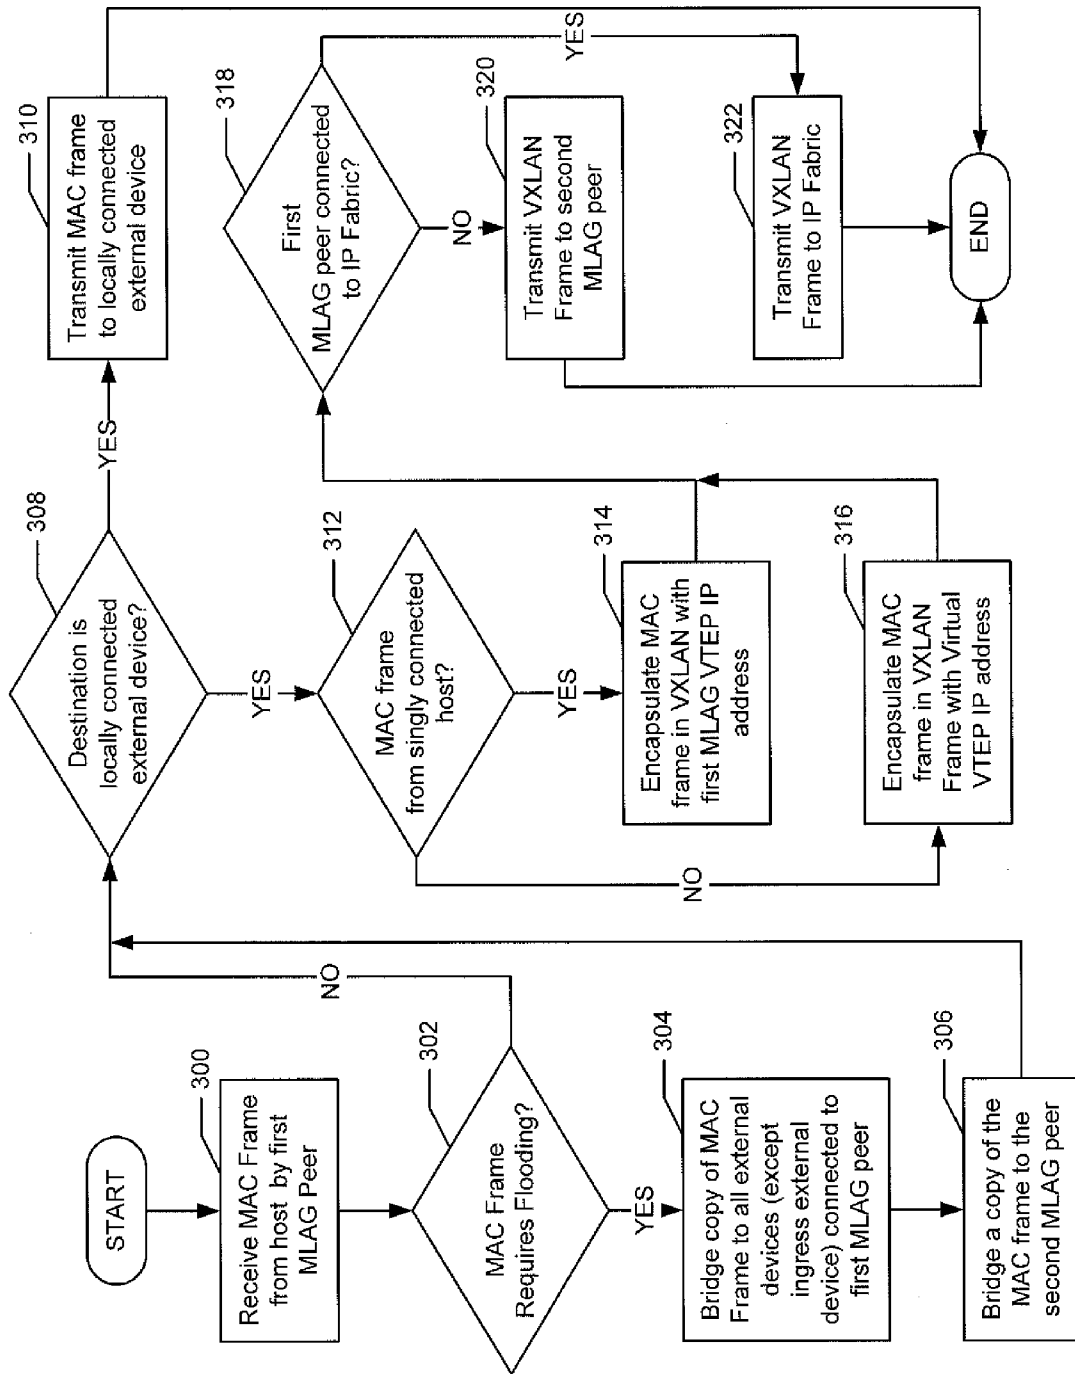 START
300
Receive MAC Frame
from host by first
MLAG Peer
302
MAC Frame
Requires Flooding?
NO
YES
304
Bridge copy of MAC
Frame to all external
devices (except
ingress external
device) connected to
first MLAG peer
306
Bridge a copy of the
MAC frame to the
second MLAG peer
308
Destination is
locally connected
external device?
YES
YES
310
Transmit MAC frame
to locally connected
external device
312
MAC frame
from singly connected
host?
YES
NO
314
Encapsulate MAC
frame in VXLAN with
first MLAG VTEP IP
address
316
Encapsulate MAC
frame in VXLAN
Frame with Virtual
VTEP IP address
318
First
MLAG peer connected
to IP Fabric?
YES
NO
320
Transmit VXLAN
Frame to second
MLAG peer
322
Transmit VXLAN
Frame to IP Fabric
END